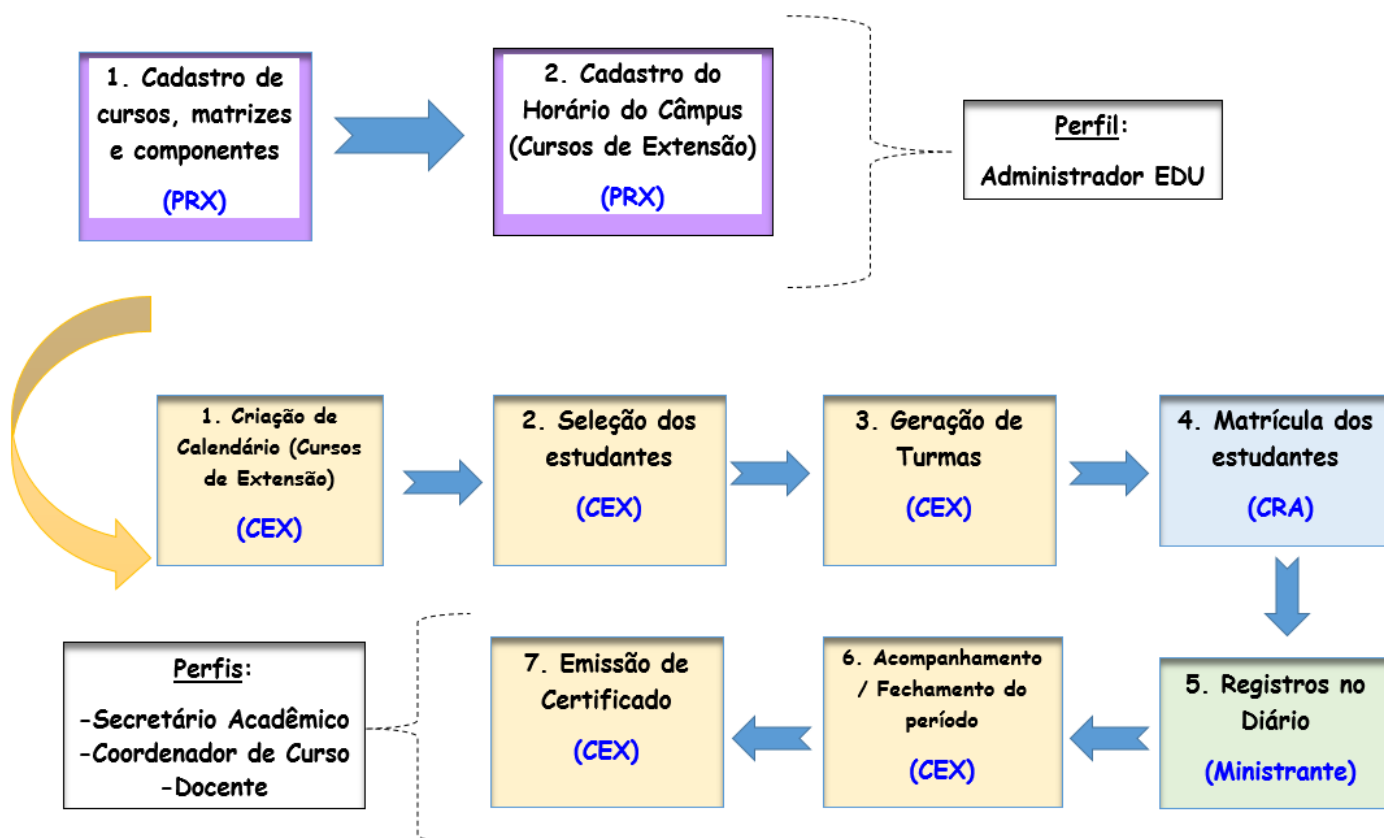 1. Cadastro de
cursos, matrizes
e componentes
(PRX)
2. Cadastro do
Horário do Câmpus
(Cursos de Extensão)
(PRX)
Perfil:
Administrador EDU
1. Criação de
Calendário (Cursos
de Extensão)
(CEX)
2. Seleção dos
estudantes
(CEX)
3. Geração de
Turmas
(CEX)
4. Matrícula dos
estudantes
(CRA)
5. Registros no
Diário
(Ministrante)
6. Acompanhamento
/ Fechamento do
período
(CEX)
7. Emissão de
Certificado
(CEX)
Perfis:
-Secretário Acadêmico
-Coordenador de Curso
-Docente